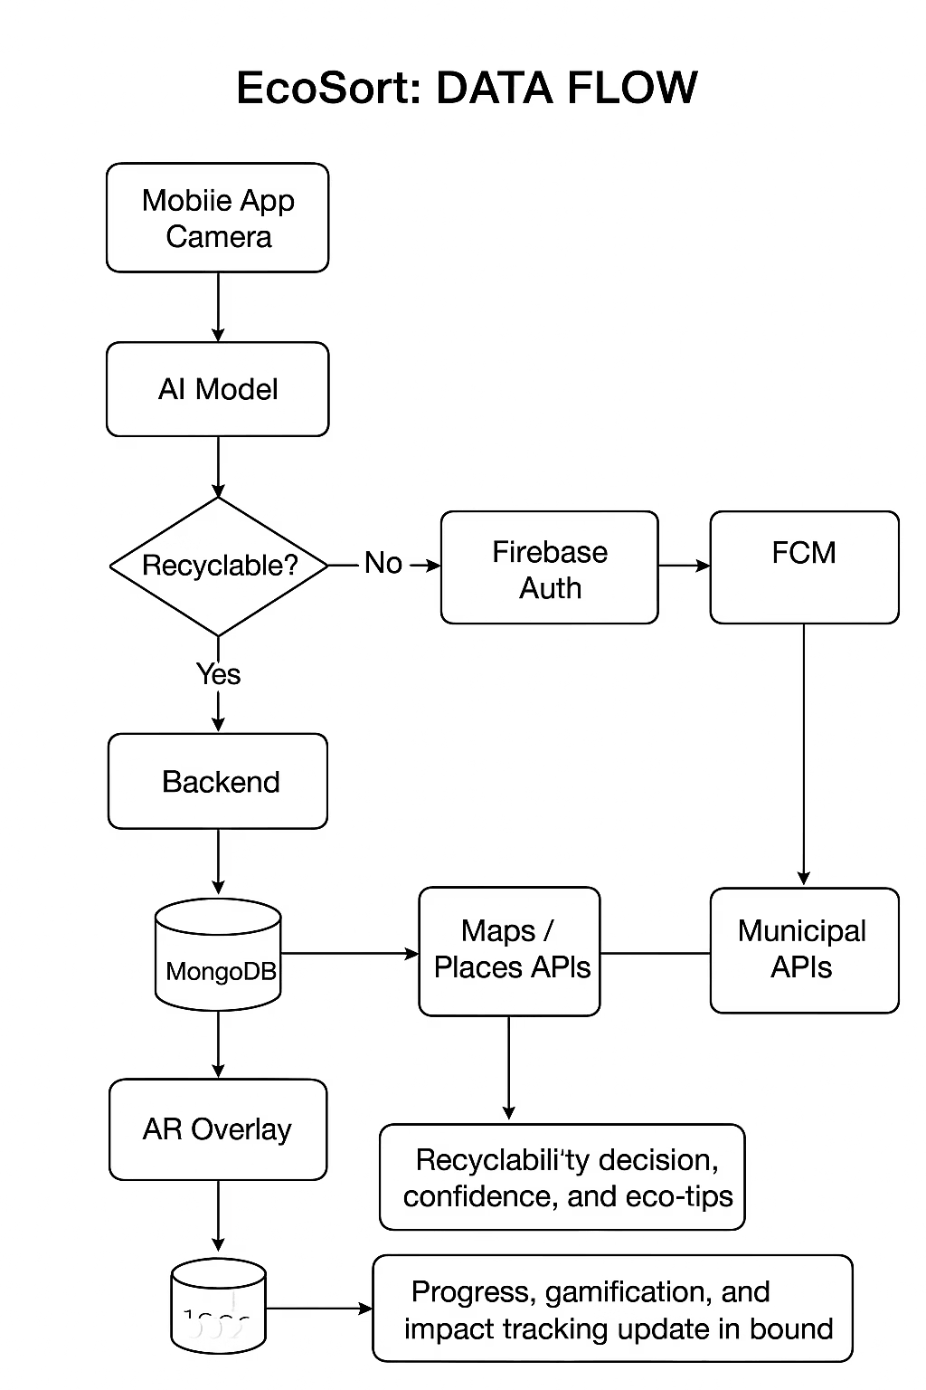 EcoSort: DATA FLOW
Mobiie App
Camera
AI Model
Recyclable?
No
Firebase
Auth
FCM
Yes
Backend
MongoDB
Maps /
Places APIs
Municipal
APIs
AR Overlay
Recyclabili'ty decision,
confidence, and eco-tips
Progress, gamification, and
impact tracking update in bound